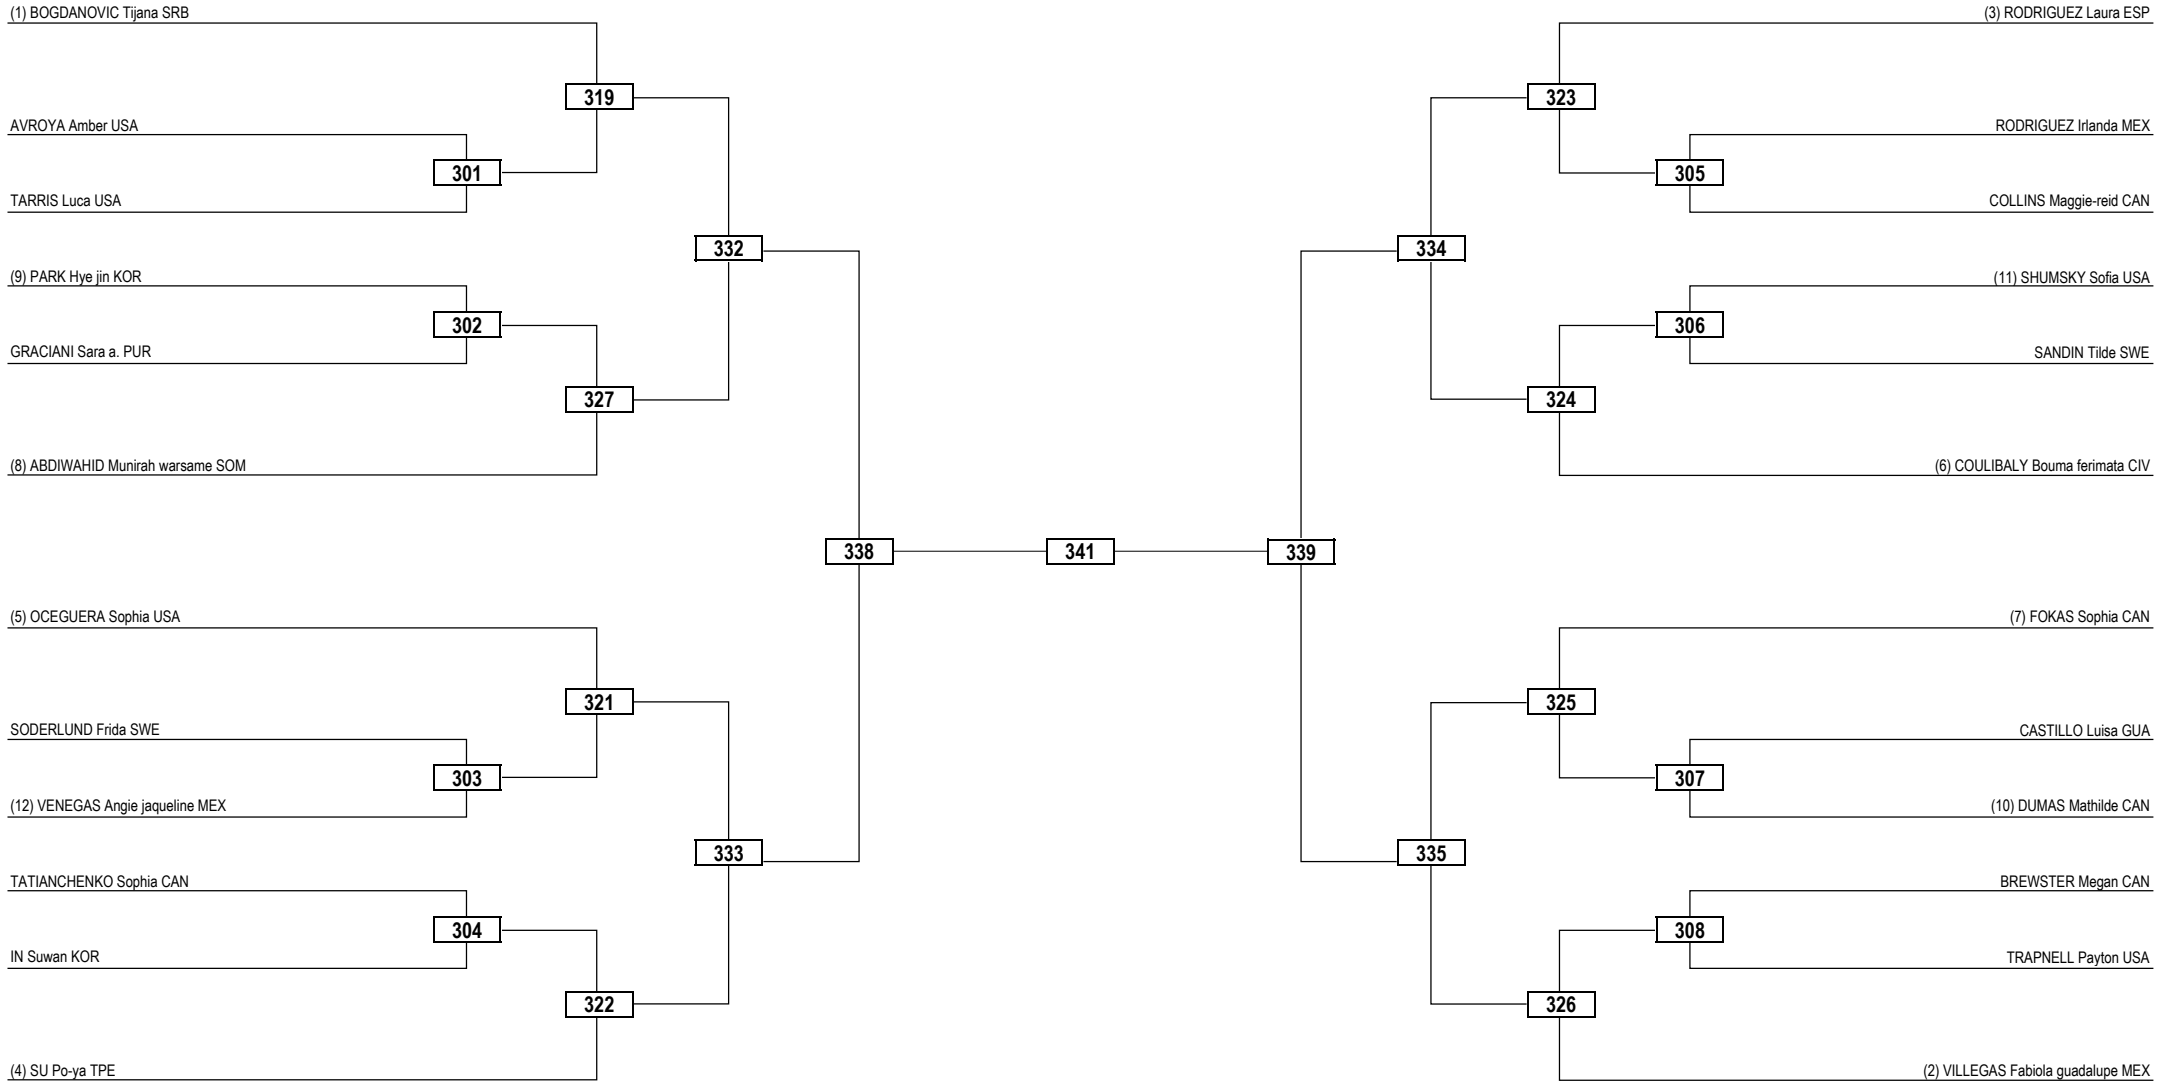 (1) BOGDANOVIC Tijana SRB
(3) RODRIGUEZ Laura ESP
319
323
AVROYA Amber USA
RODRIGUEZ Irlanda MEX
301
305
TARRIS Luca USA
COLLINS Maggie-reid CAN
332
334
(9) PARK Hye jin KOR
(11) SHUMSKY Sofia USA
302
306
GRACIANI Sara a. PUR
SANDIN Tilde SWE
327
324
(8) ABDIWAHID Munirah warsame SOM
(6) COULIBALY Bouma ferimata CIV
338
341
339
(5) OCEGUERA Sophia USA
(7) FOKAS Sophia CAN
321
325
SODERLUND Frida SWE
CASTILLO Luisa GUA
303
307
(12) VENEGAS Angie jaqueline MEX
(10) DUMAS Mathilde CAN
333
335
TATIANCHENKO Sophia CAN
BREWSTER Megan CAN
304
308
IN Suwan KOR
TRAPNELL Payton USA
322
326
(4) SU Po-ya TPE
(2) VILLEGAS Fabiola guadalupe MEX